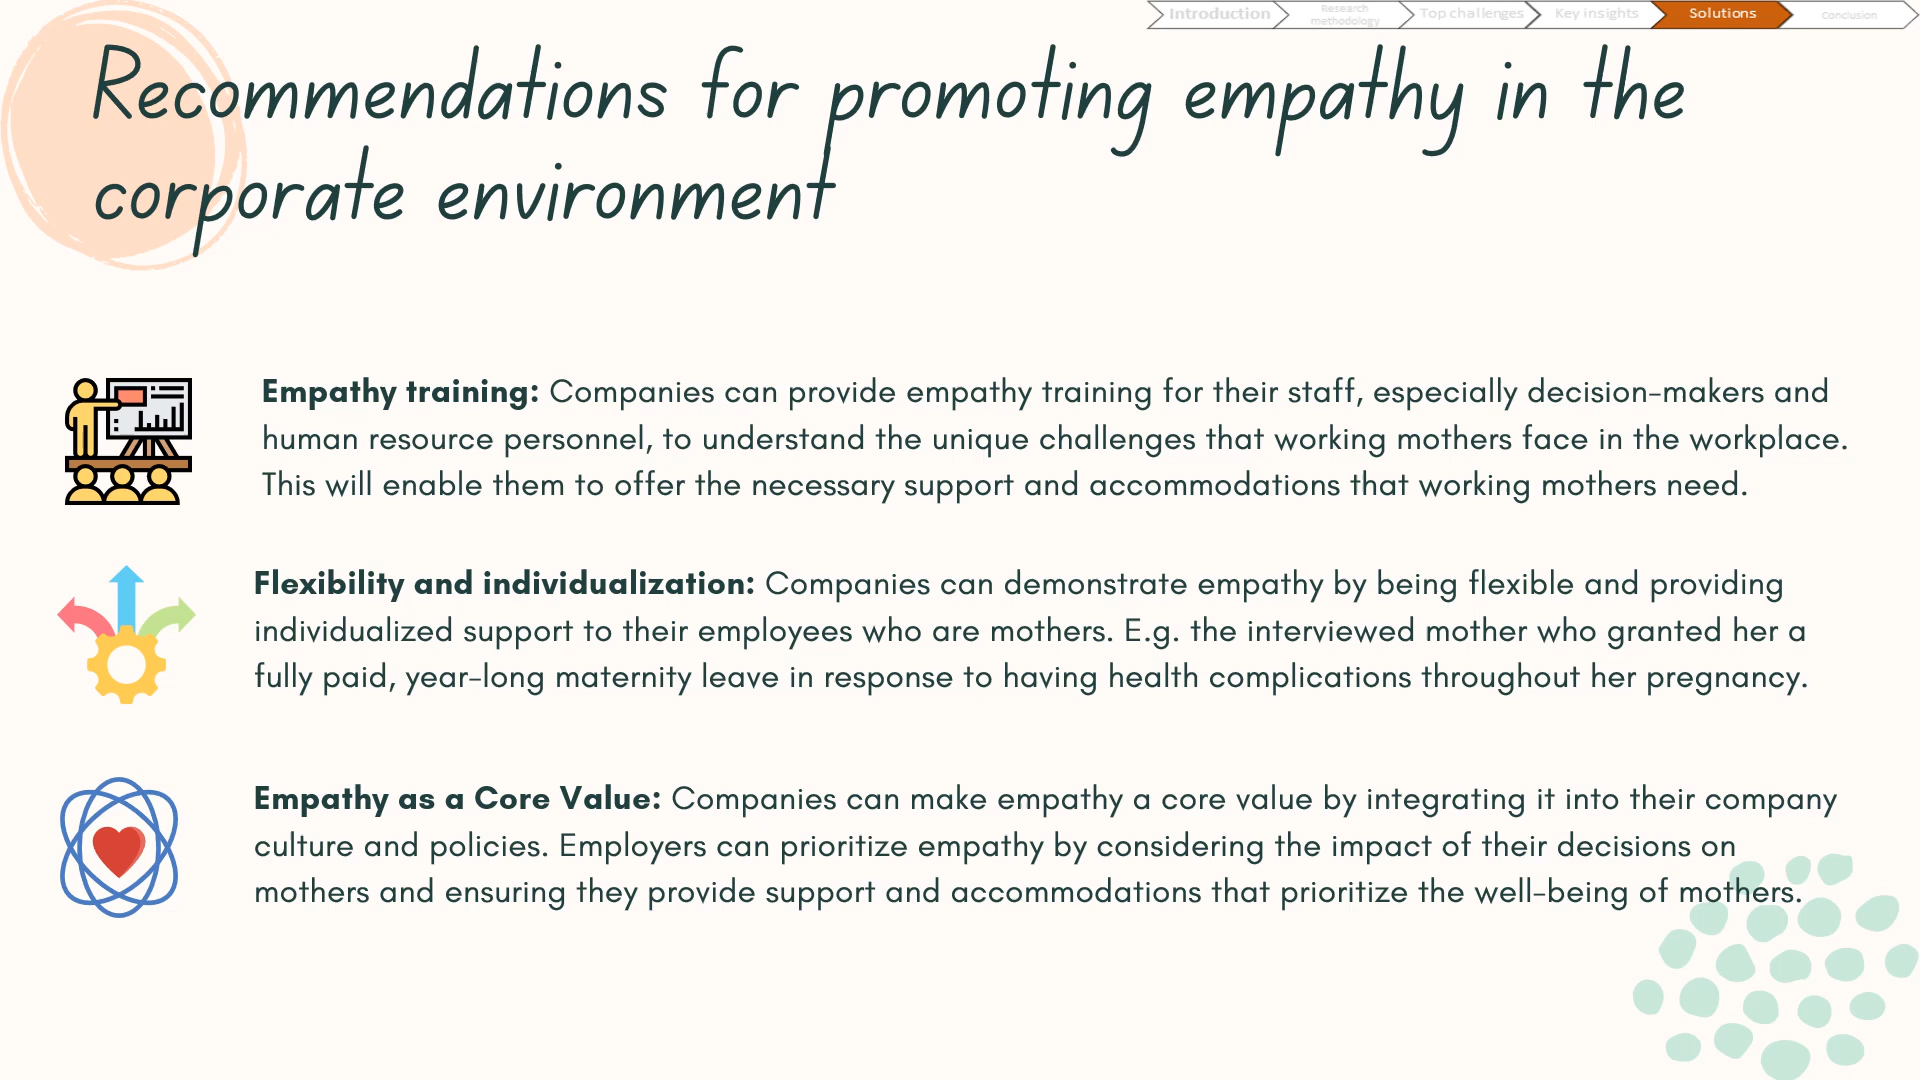 Introduction
Research
methodology
Top challenges
Key insights
Solutions
Conclusion
Recommendations for promoting empathy in the
corporate environment
Empathy training: Companies can provide empathy training for their staff, especially decision-makers and
human resource personnel, to understand the unique challenges that working mothers face in the workplace.
This will enable them to offer the necessary support and accommodations that working mothers need.
Flexibility and individualization: Companies can demonstrate empathy by being flexible and providing
individualized support to their employees who are mothers. E.g. the interviewed mother who granted her a
fully paid, year-long maternity leave in response to having health complications throughout her pregnancy.
Empathy as a Core Value: Companies can make empathy a core value by integrating it into their company
culture and policies. Employers can prioritize empathy by considering the impact of their decisions on
mothers and ensuring they provide support and accommodations that prioritize the well-being of mothers.